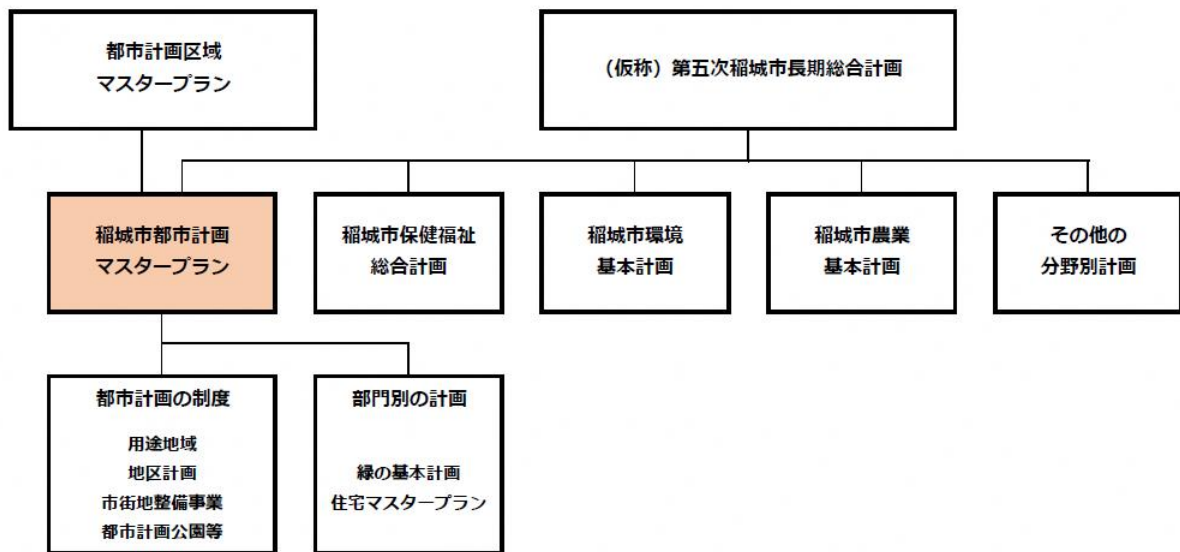 都市計画区域
マスタープラン
（仮称）第五次稲城市長期総合計画
稲城市都市計画
マスタープラン
稲城市保健福祉
総合計画
稲城市環境
基本計画
稲城市農業
基本計画
その他の
分野別計画
都市計画の制度
用途地域
地区計画
市街地整備事業
都市計画公園等
部門別の計画
緑の基本計画
住宅マスタープラン